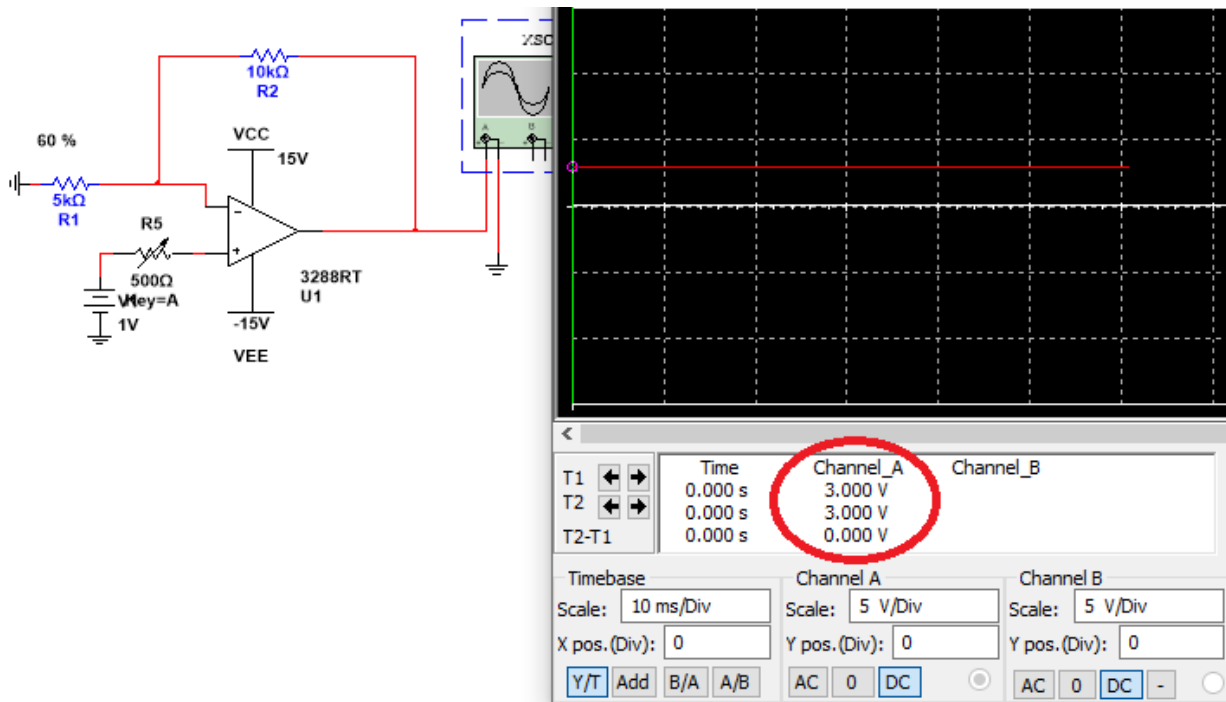 XSC
10kΩ
R2
A
B
60 %
VCC
15V
5kΩ
R1
R5
500Ω
Key=A
1V
3288RT
U1
-15V
VEE
T1
T2
T2-T1
Time Channel_A Channel_B
0.000 s 3.000 V
0.000 s 3.000 V
0.000 s 0.000 V
Timebase
Scale: 10 ms/Div
X pos.(Div): 0
Y/T Add B/A A/B
Channel A
Scale: 5 V/Div
Y pos.(Div): 0
AC 0 DC
Channel B
Scale: 5 V/Div
Y pos.(Div): 0
AC 0 DC -